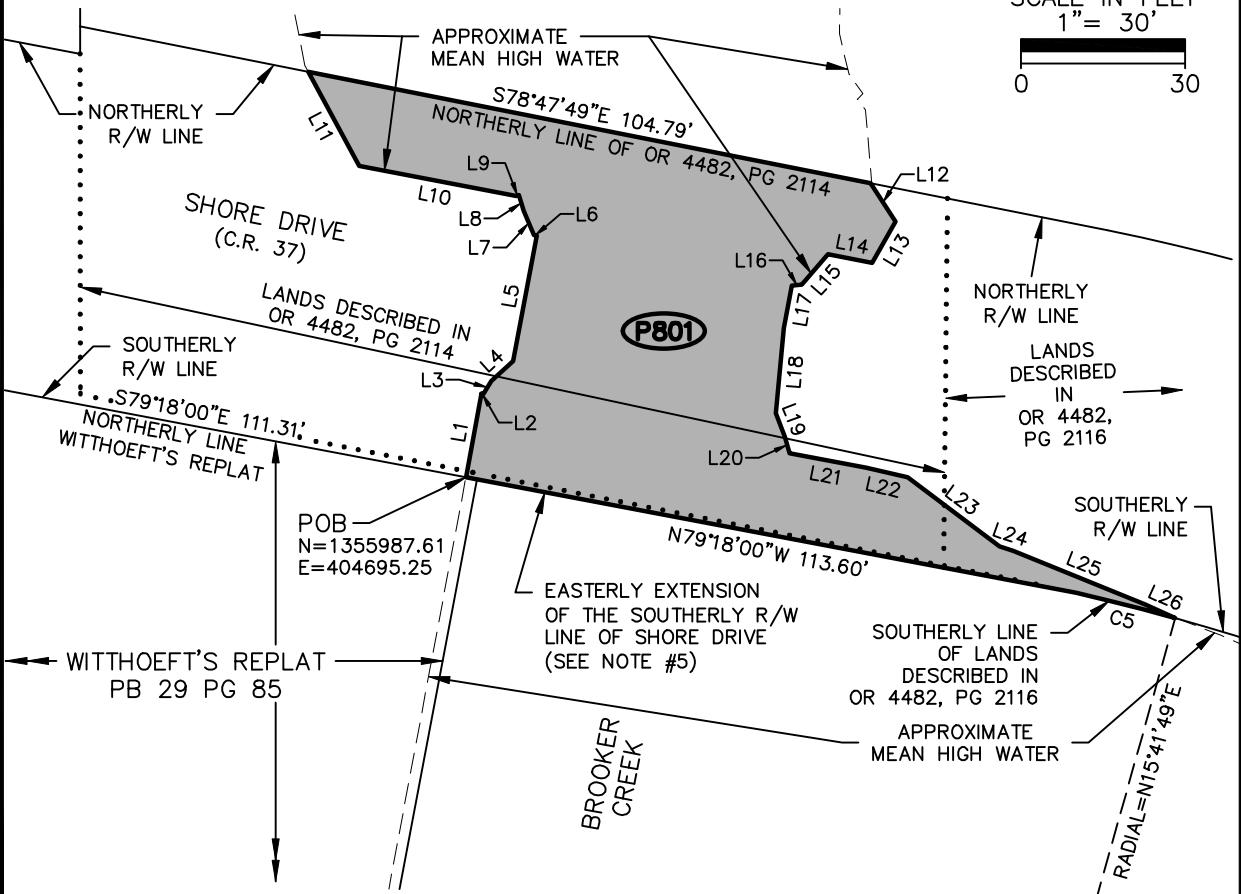 SCALE IN FEET
1"= 30'
0 30
APPROXIMATE
MEAN HIGH WATER
NORTHERLY
R/W LINE
S78°47'49"E 104.79'
NORTHERLY LINE OF OR 4482, PG 2114
L11
L9
L10
L8
L7
L6
L12
L13
L14
L15
L16
L17
SHORE DRIVE
(C.R. 37)
L5
P801
NORTHERLY
R/W LINE
LANDS DESCRIBED IN
OR 4482, PG 2114
LANDS
DESCRIBED
IN
OR 4482,
PG 2116
SOUTHERLY
R/W LINE
L4
L3
L2
L1
L18
L19
L20
L21
L22
L23
L24
L25
L26
C5
S79°18'00"E 111.31'
NORTHERLY LINE
WITTHOEFT'S REPLAT
SOUTHERLY
R/W LINE
POB
N=1355987.61
E=404695.25
N79°18'00"W 113.60'
EASTERLY EXTENSION
OF THE SOUTHERLY R/W
LINE OF SHORE DRIVE
(SEE NOTE #5)
SOUTHERLY LINE
OF LANDS
DESCRIBED IN
OR 4482, PG 2116
WITTHOEFT'S REPLAT
PB 29 PG 85
APPROXIMATE
MEAN HIGH WATER
BROOKER
CREEK
RADIAL=N15°41'49"E